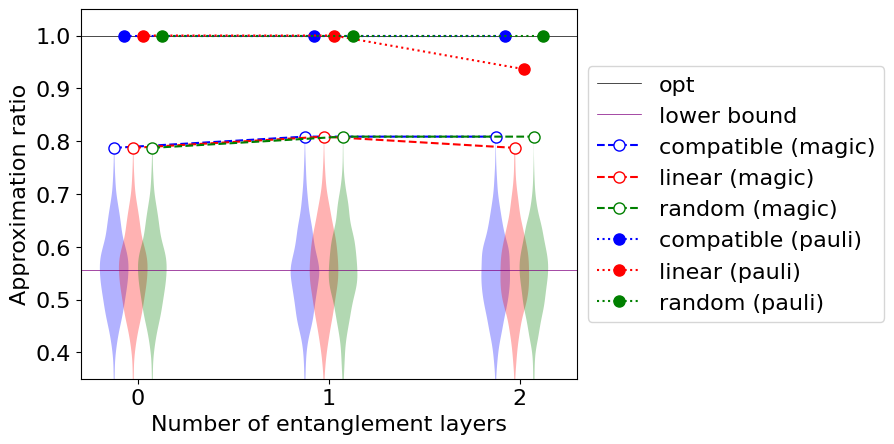 Approximation ratio
1.0
0.9
0.8
0.7
0.6
0.5
0.4
0
1
2
Number of entanglement layers
opt
lower bound
compatible (magic)
linear (magic)
random (magic)
compatible (pauli)
linear (pauli)
random (pauli)